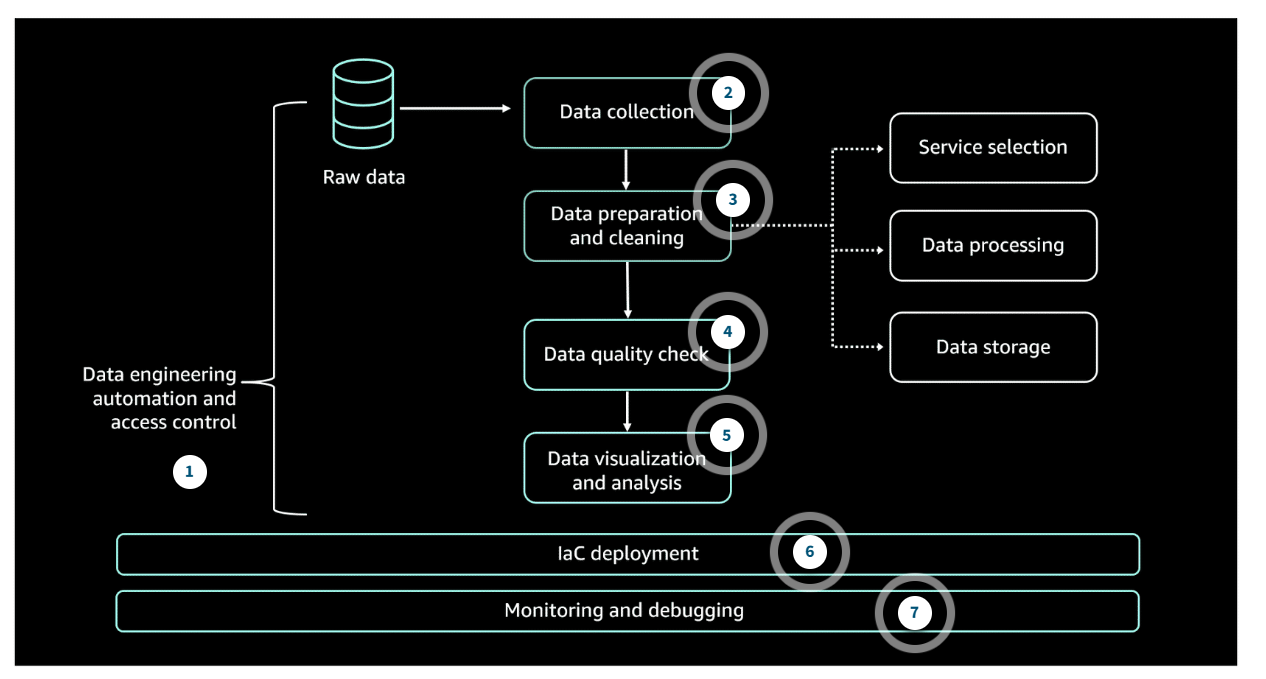 Raw data
Data collection
2
Data preparation
and cleaning
3
Service selection
Data processing
Data storage
Data quality check
4
Data engineering
automation and
access control
1
Data visualization
and analysis
5
IaC deployment
6
Monitoring and debugging
7